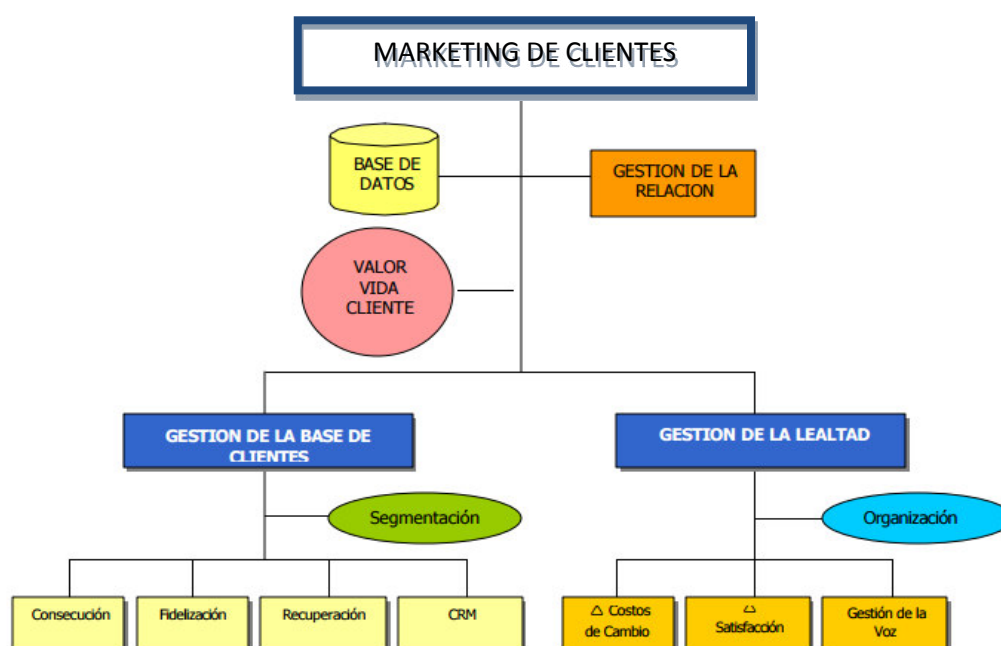 MARKETING DE CLIENTES
BASE DE
DATOS
GESTION DE LA
RELACION
VALOR
VIDA
CLIENTE
GESTION DE LA BASE DE
CLIENTES
GESTION DE LA LEALTAD
Segmentación
Organización
Consecución
Fidelización
Recuperación
CRM
△ Costos
de Cambio
△
Satisfacción
Gestión de la
Voz